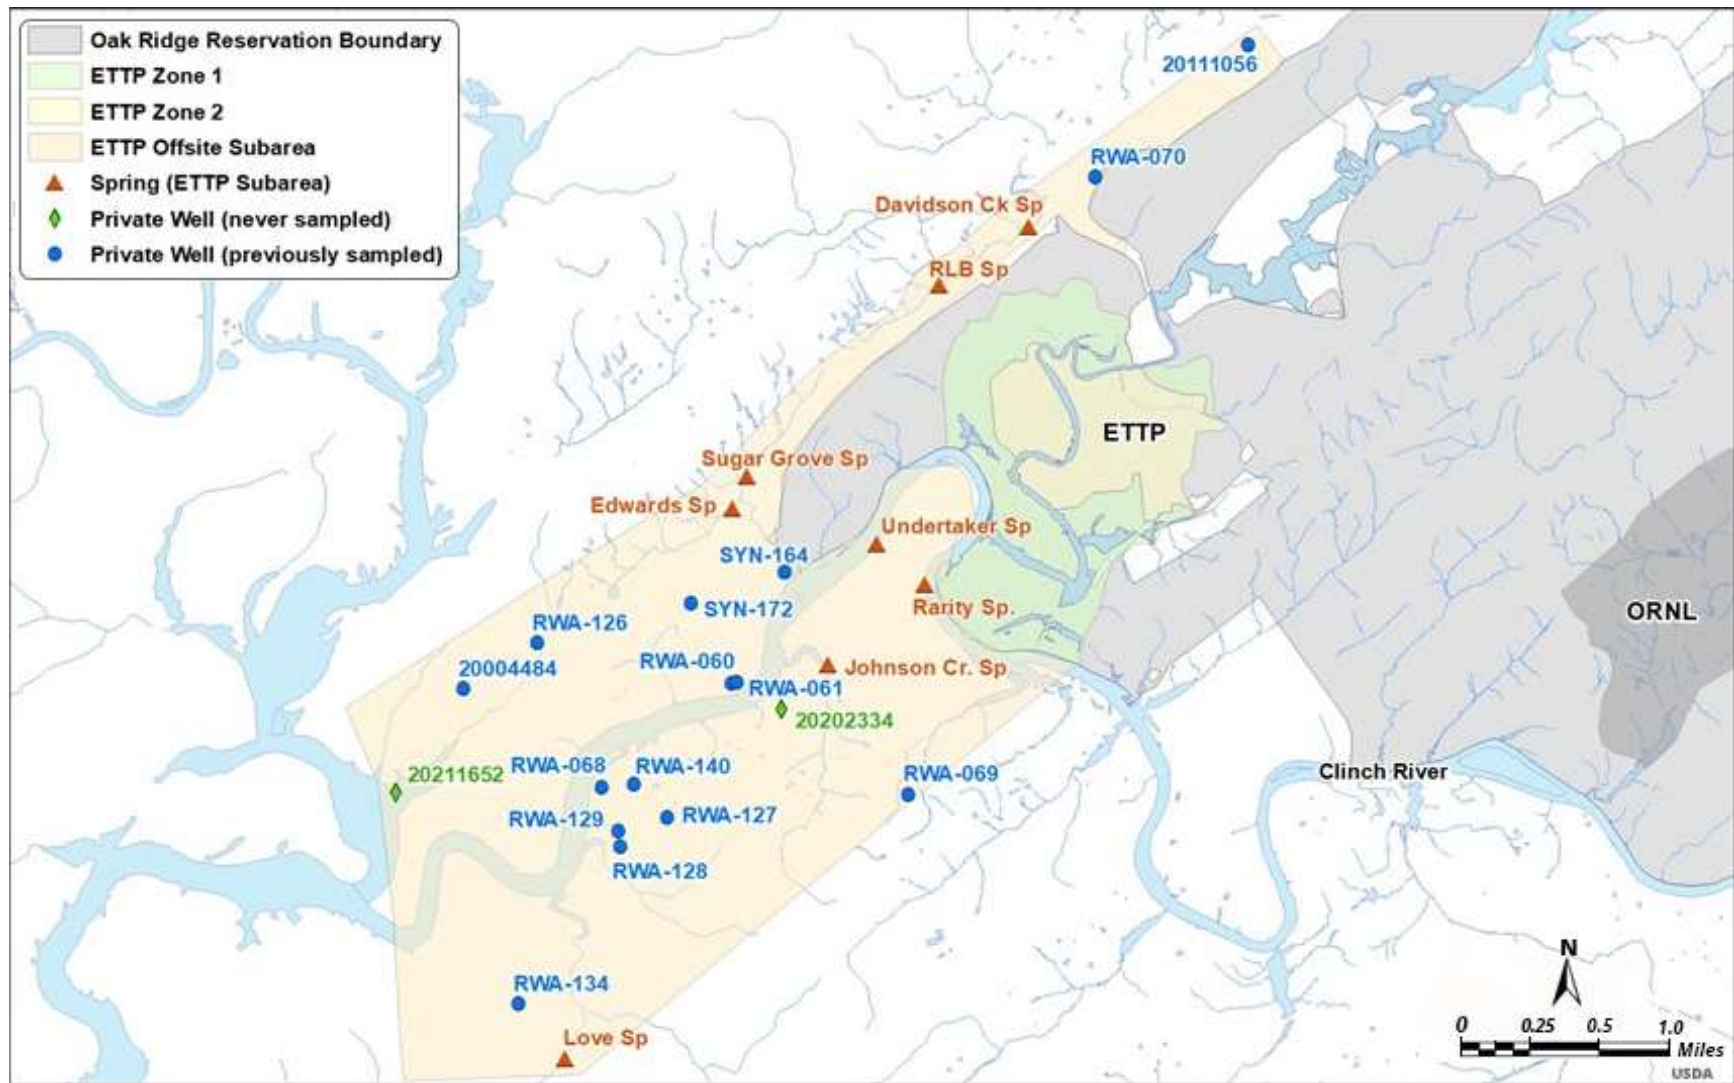 Oak Ridge Reservation Boundary
ETTP Zone 1
ETTP Zone 2
ETTP Offsite Subarea
Spring (ETTP Subarea)
Private Well (never sampled)
Private Well (previously sampled)
20111056
RWA-070
Davidson Ck Sp
RLB Sp
ETTP
Sugar Grove Sp
Edwards Sp
Undertaker Sp
SYN-164
SYN-172
Rarity Sp.
ORNL
RWA-126
RWA-060
20004484
Johnson Cr. Sp
RWA-061
20202334
20211652
RWA-068
RWA-140
RWA-069
Clinch River
RWA-129
RWA-127
RWA-128
RWA-134
Love Sp
N
0 0.25 0.5 1.0
Miles
USDA